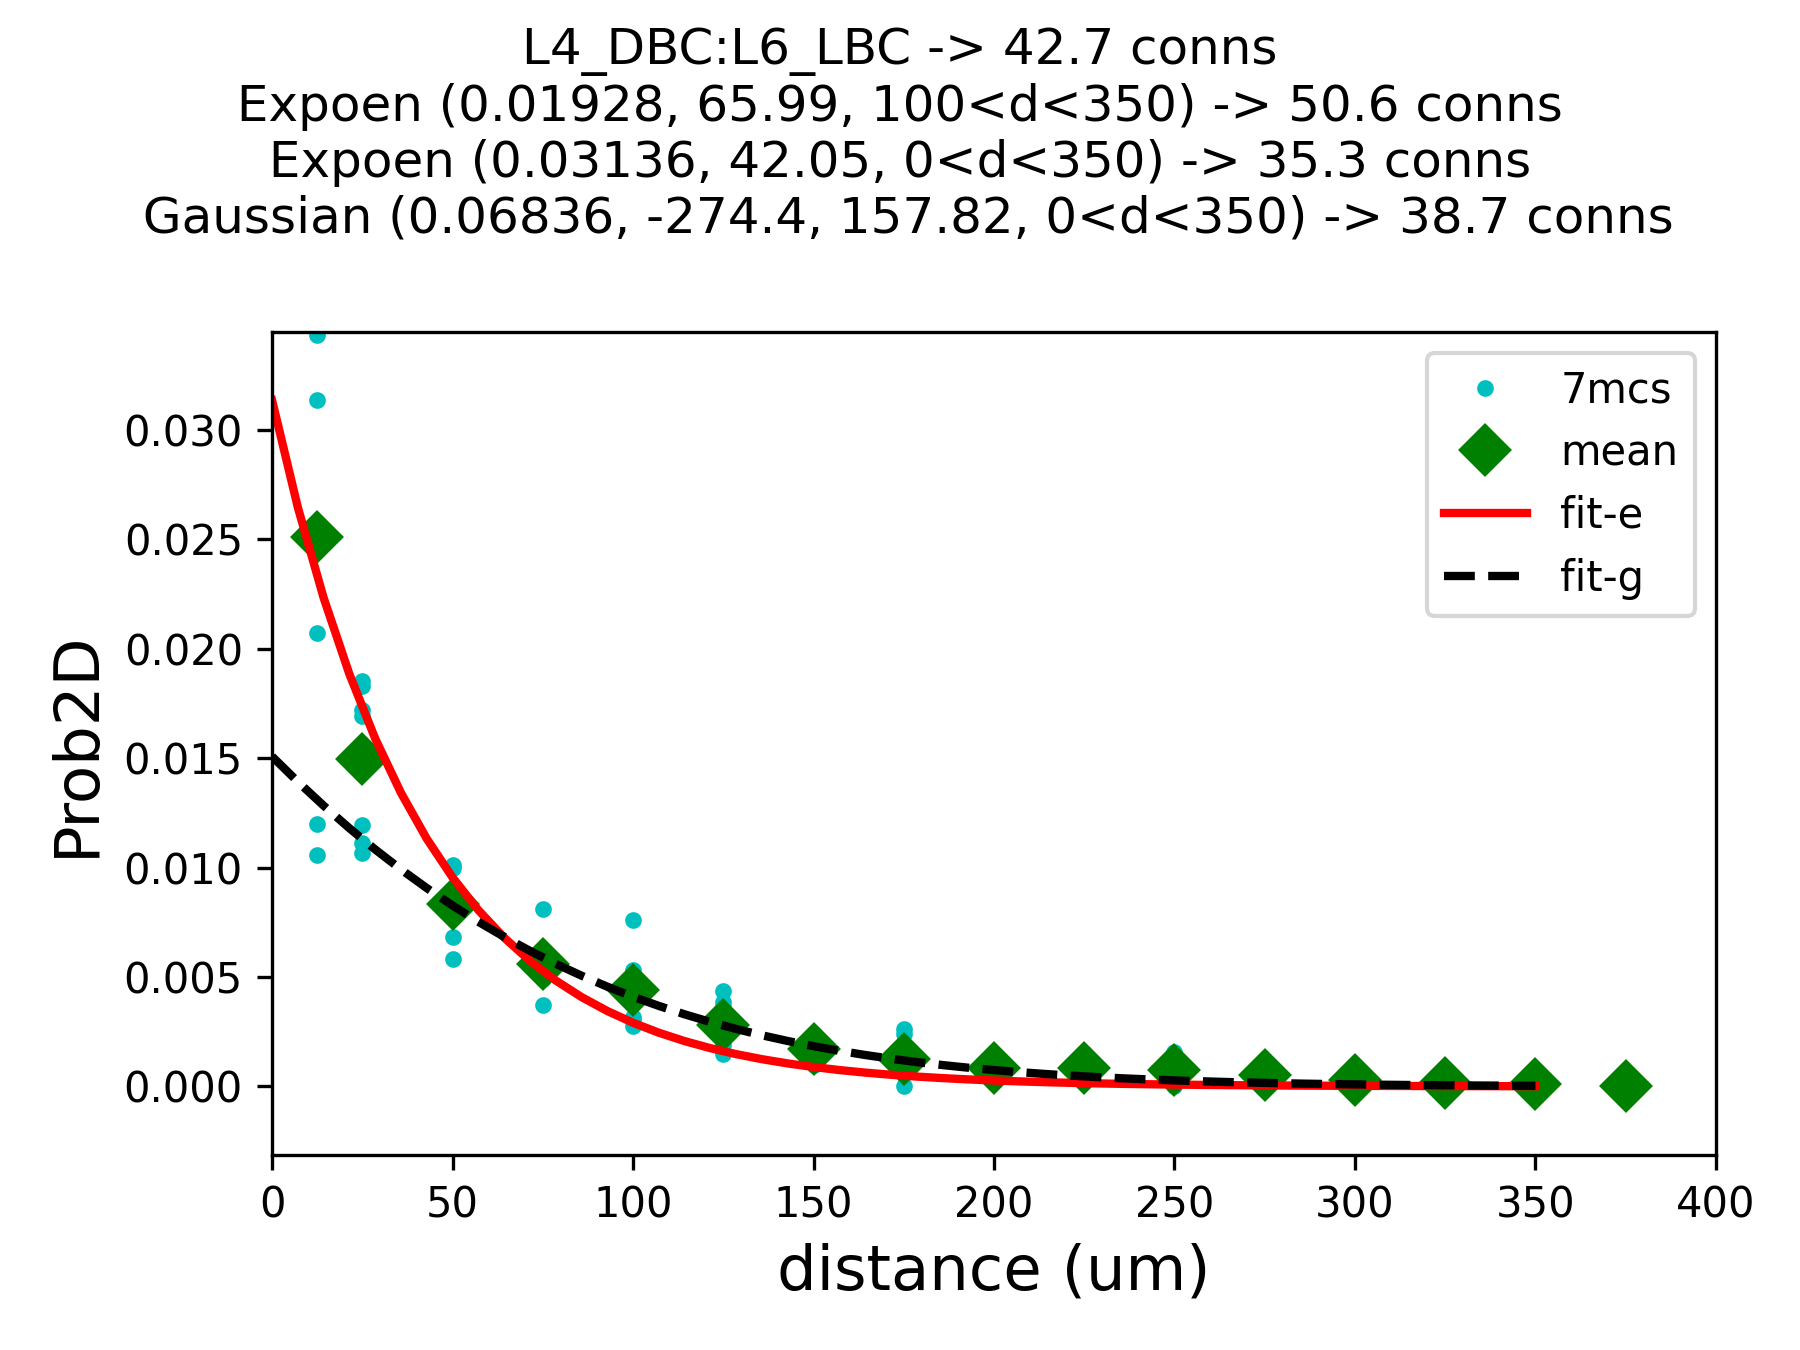 L4_DBC:L6_LBC -> 42.7 conns
Expoen (0.01928, 65.99, 100<d<350) -> 50.6 conns
Expoen (0.03136, 42.05, 0<d<350) -> 35.3 conns
Gaussian (0.06836, -274.4, 157.82, 0<d<350) -> 38.7 conns
7mcs
mean
fit-e
fit-g
Prob2D
0.030
0.025
0.020
0.015
0.010
0.005
0.000
0 50 100 150 200 250 300 350 400
distance (um)